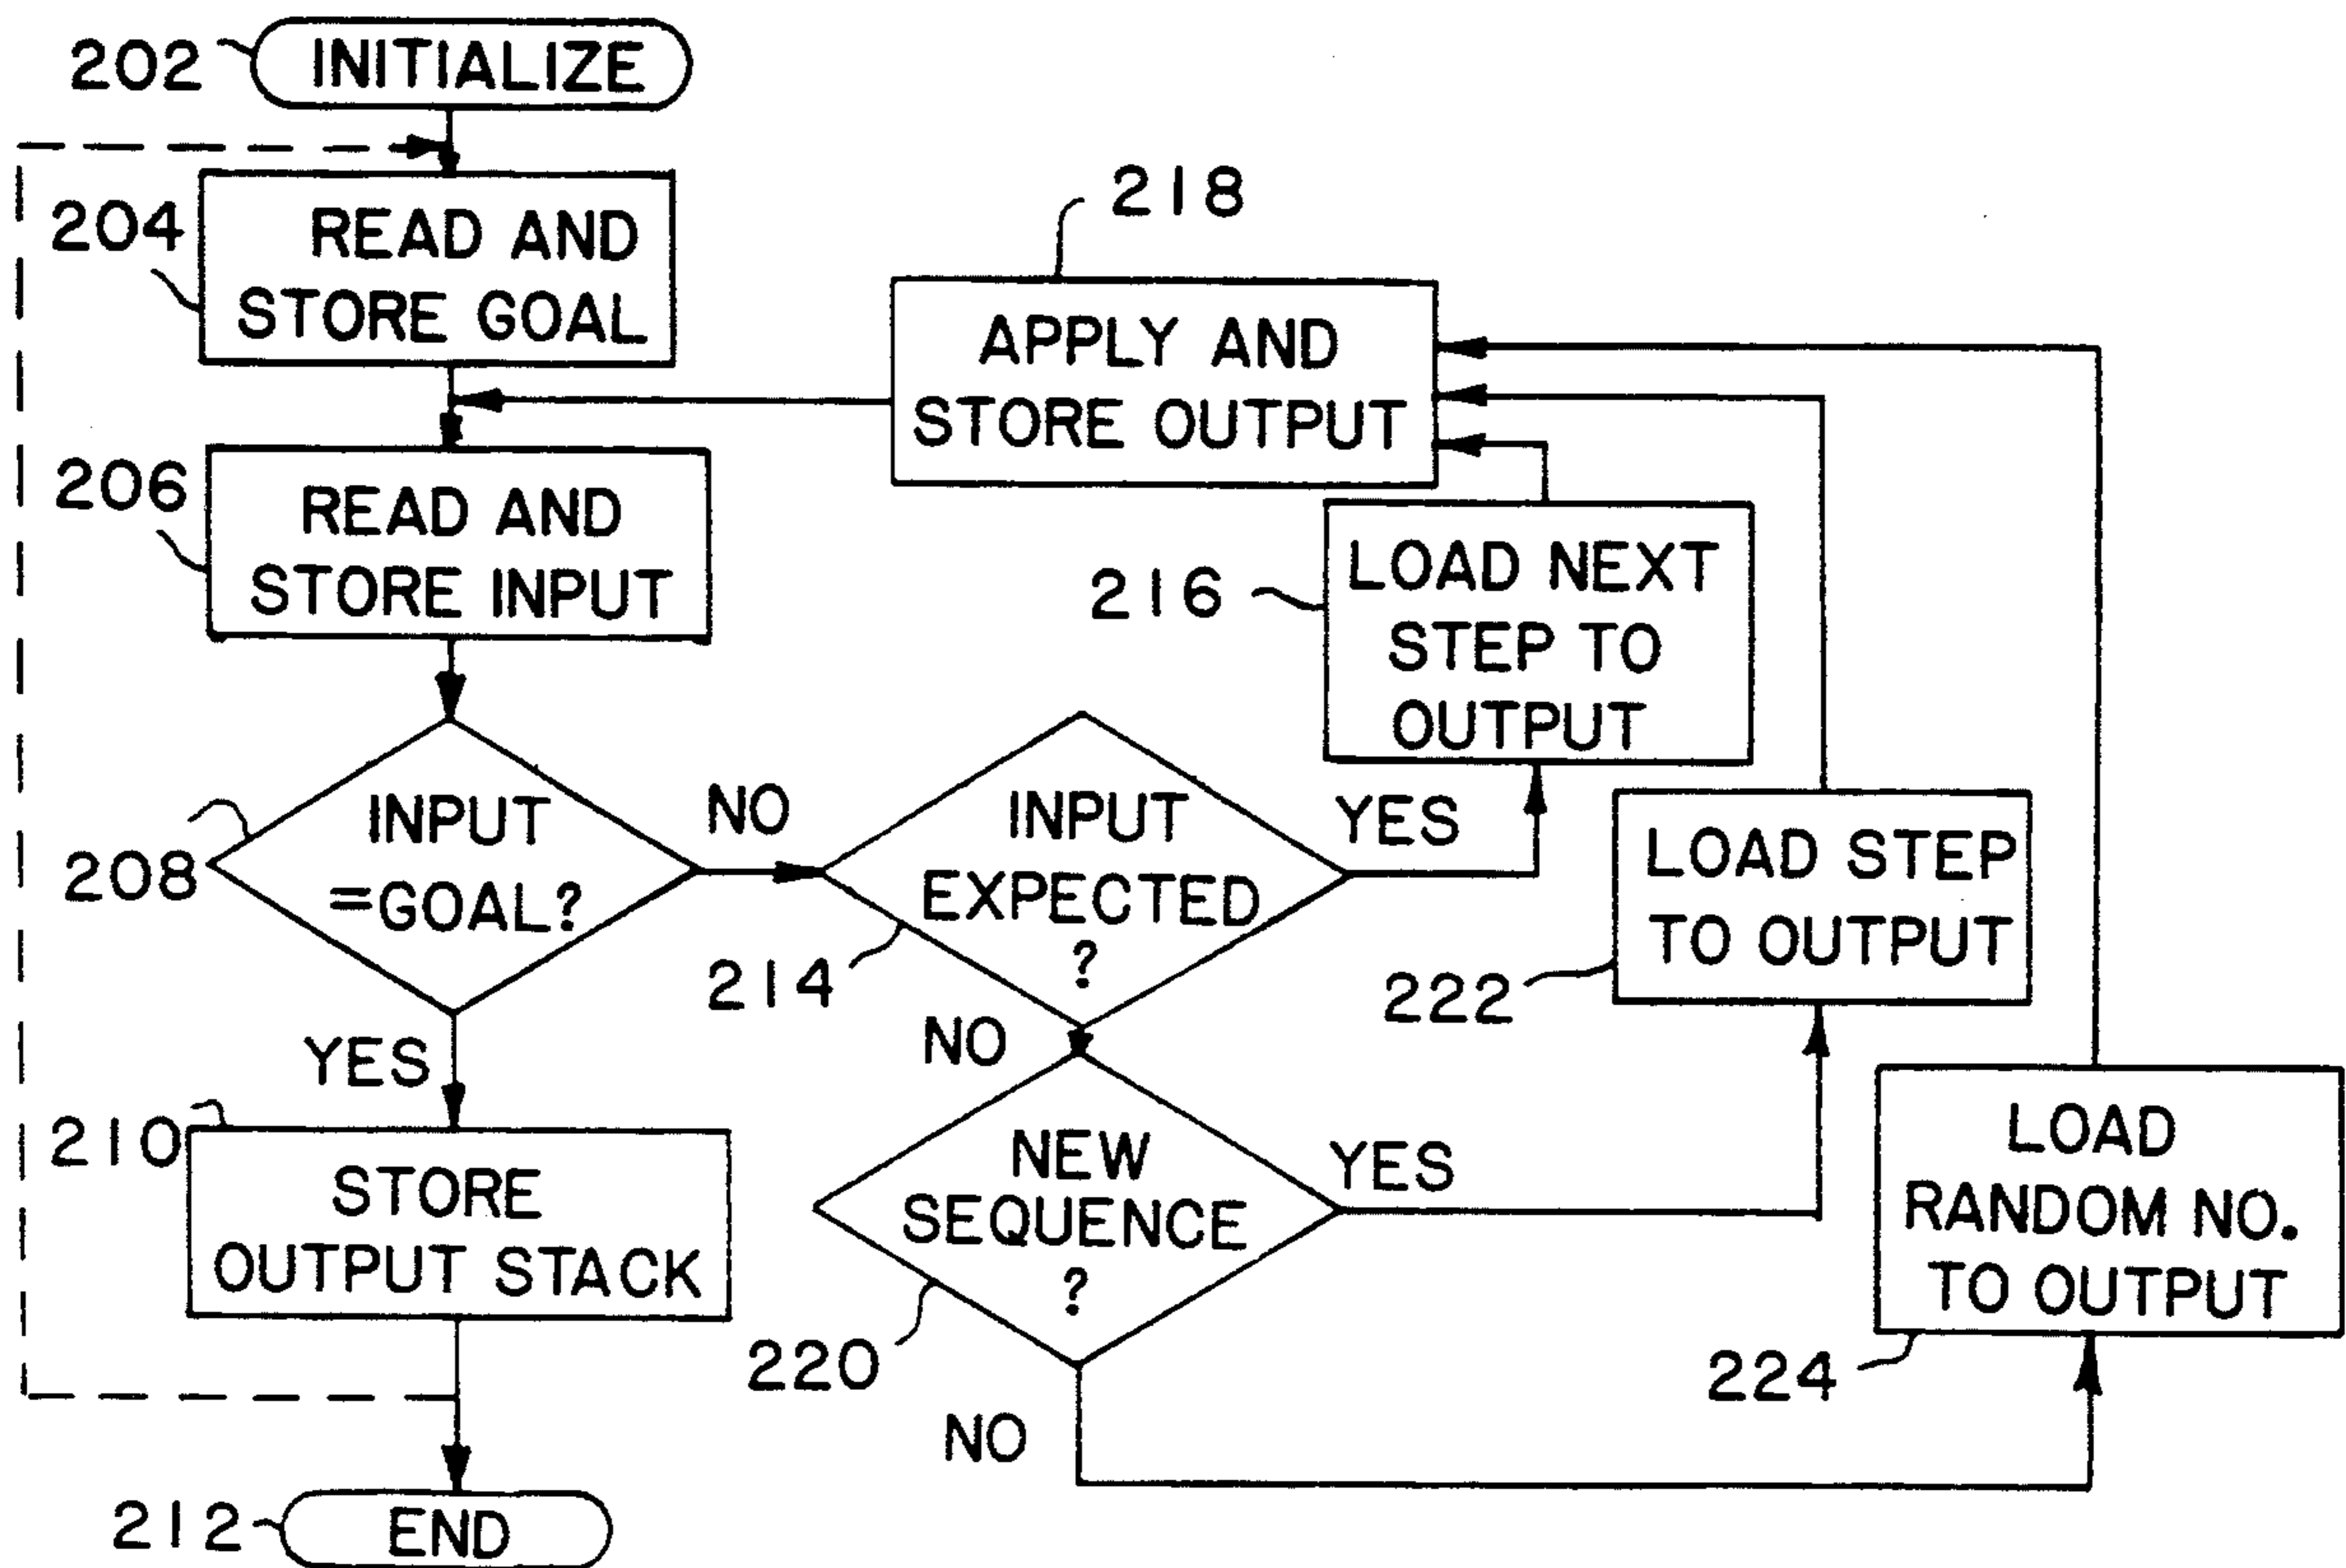 202
INITIALIZE
204
READ AND
STORE GOAL
218
APPLY AND
STORE OUTPUT
206
READ AND
STORE INPUT
216
LOAD NEXT
STEP TO
OUTPUT
208
INPUT
=GOAL?
NO
INPUT
EXPECTED
?
YES
214
222
LOAD STEP
TO OUTPUT
YES
NO
210
STORE
OUTPUT STACK
NEW
SEQUENCE
?
YES
220
224
LOAD
RANDOM NO.
TO OUTPUT
NO
212
END